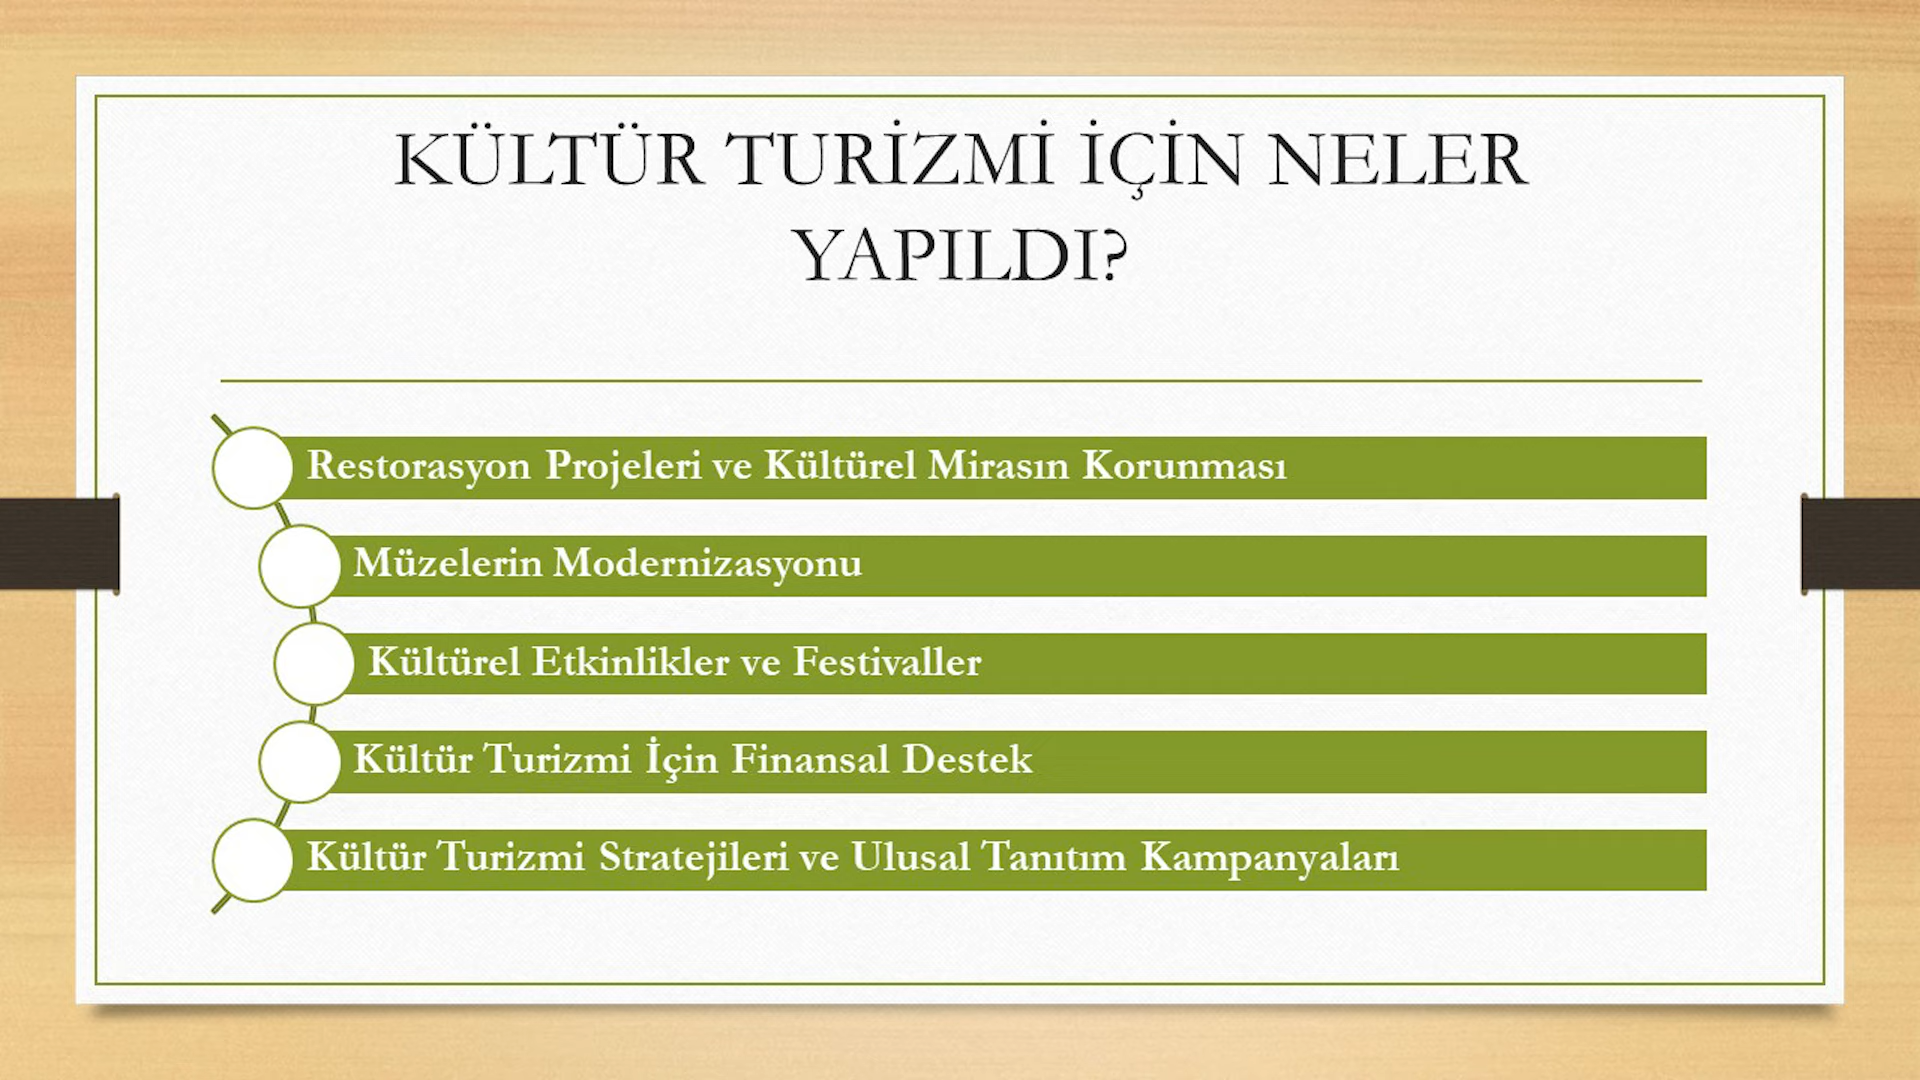 KÜLTÜR TURİZMİ İÇİN NELER
YAPILDI?
Restorasyon Projeleri ve Kültürel Mirasın Korunması
Müzelerin Modernizasyonu
Kültürel Etkinlikler ve Festivaller
Kültür Turizmi İçin Finansal Destek
Kültür Turizmi Stratejileri ve Ulusal Tanıtım Kampanyaları